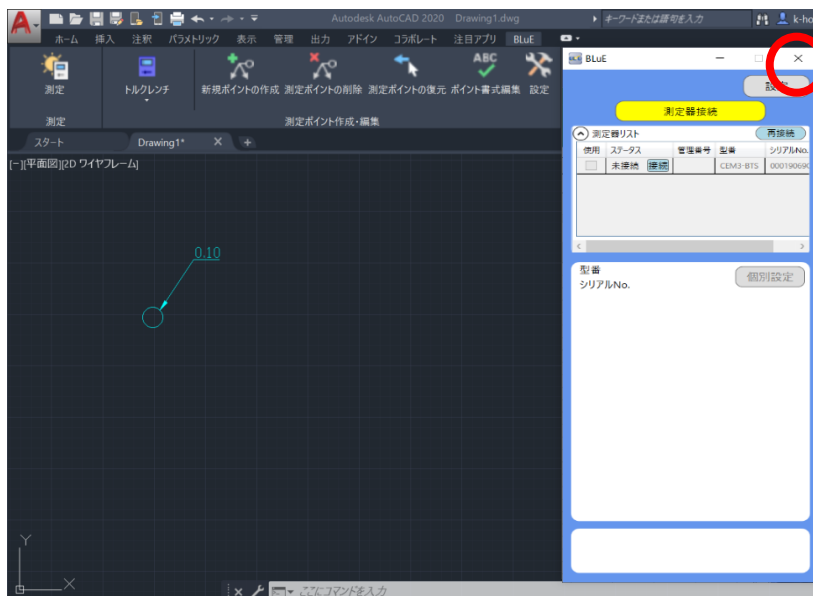 Autodesk AutoCAD 2020 Drawing1.dwg
キーワードまたは語句を入力
k-ho
ホーム 挿入 注釈 パラメトリック 表示 管理 出力 アドイン コラボレート 注目アプリ BLuE
測定
トルクレンチ
新規ポイントの作成 測定ポイントの削除 測定ポイントの復元 ポイント書式編集 設定
測定
測定ポイント作成・編集
スタート
Drawing1*
[−][平面図][2D ワイヤフレーム]
0.10
Y
X
ここにコマンドを入力
BLuE
設定
測定器接続
測定器リスト
再接続
使用 ステータス 管理番号 型番 シリアルNo.
未接続 接続 CEM3-BTS 000190690
型番
シリアルNo.
個別設定